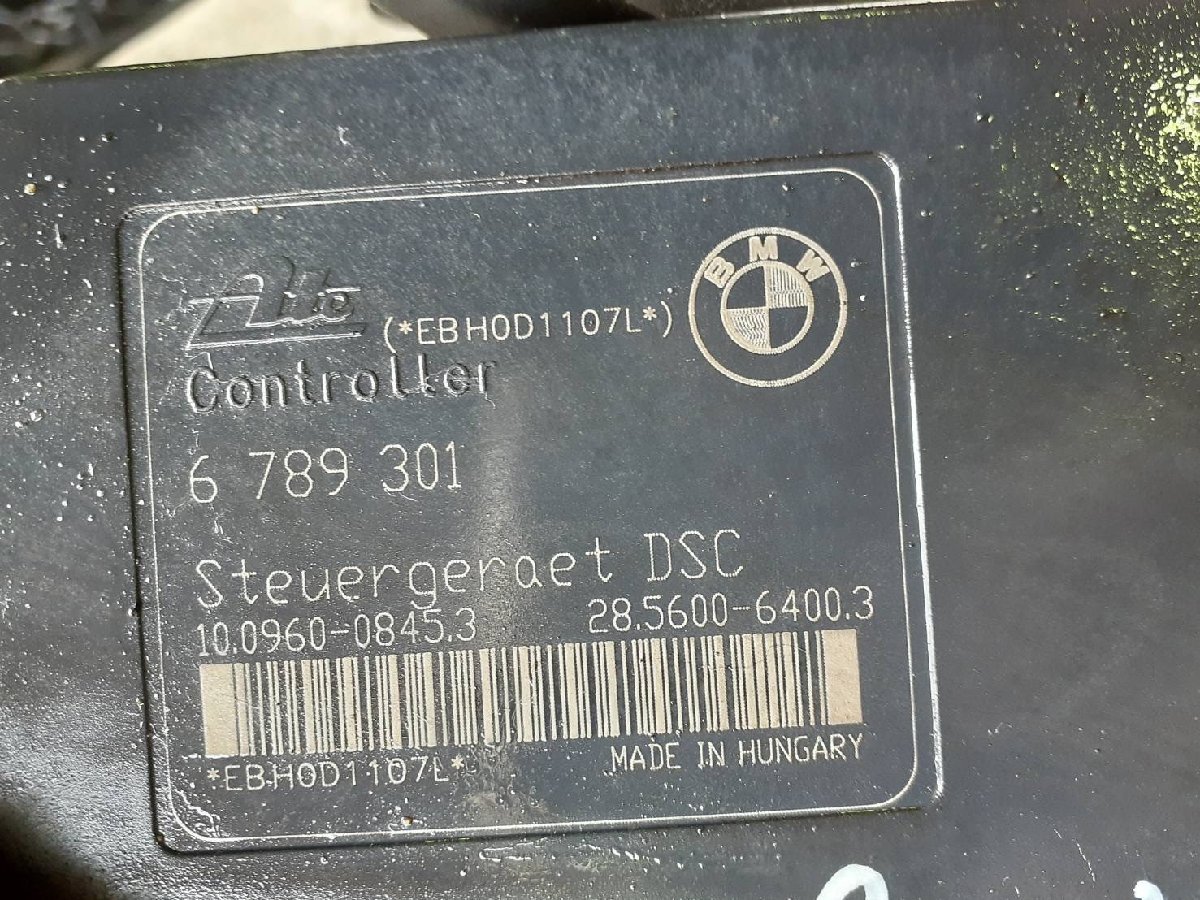 Ate
(*EBH0D1107L*)
BMW
Controller
6 789 301
Steuergeraet DSC
10.0960-0845.3 28.5600-6400.3
*EBH0D1107L*
MADE IN HUNGARY